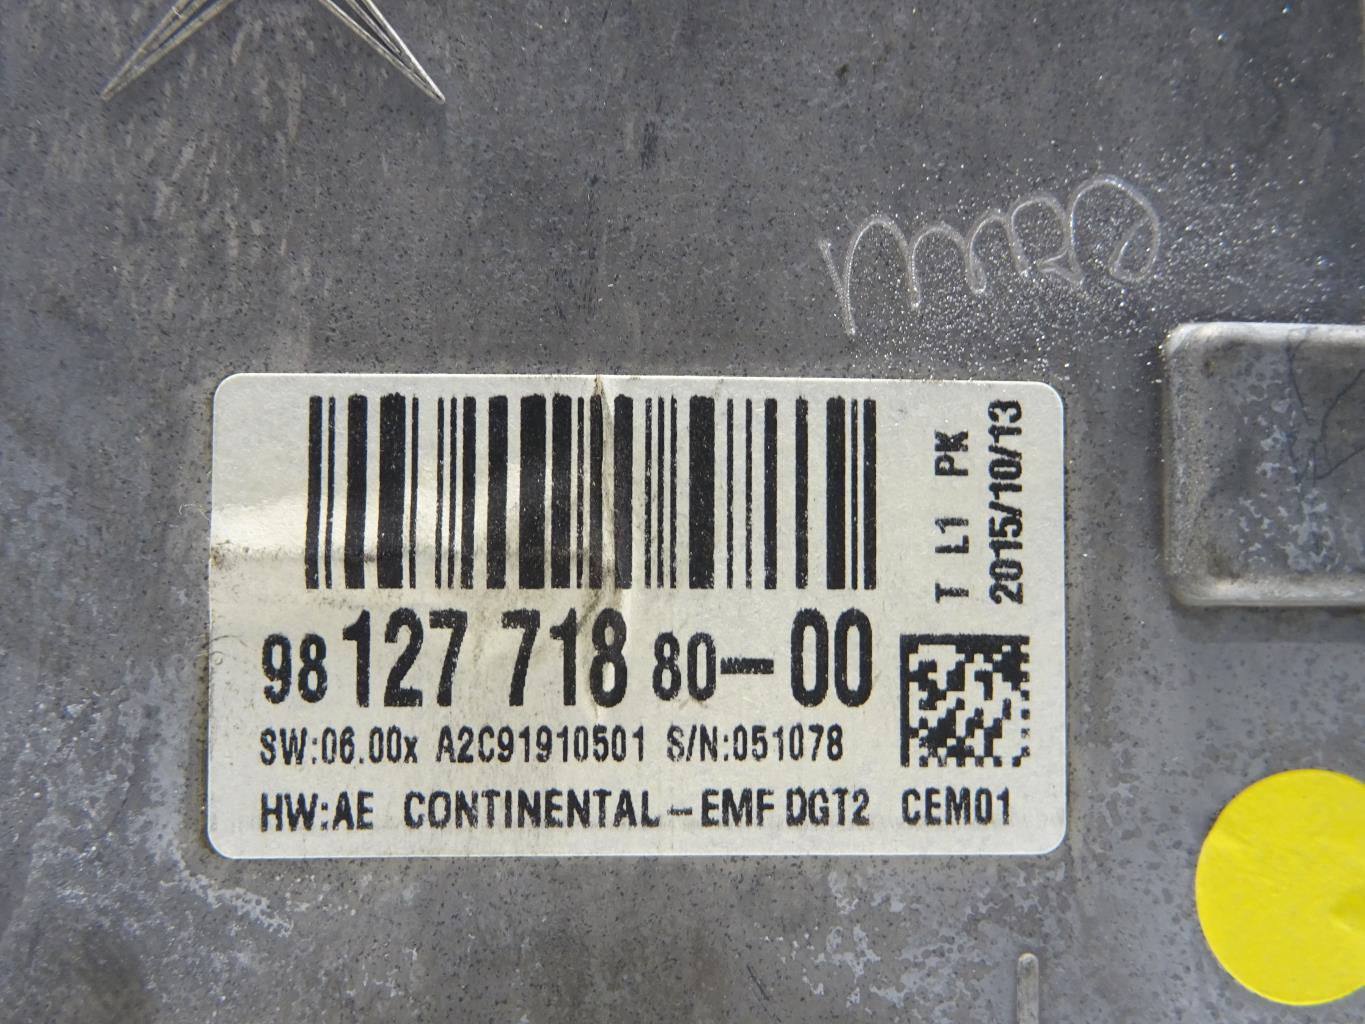 98 127 718 80-00
SW:06.00x A2C91910501 S/N:051078
HW:AE CONTINENTAL-EMF DGT2 CEM01
T L1 PK
2015/10/13